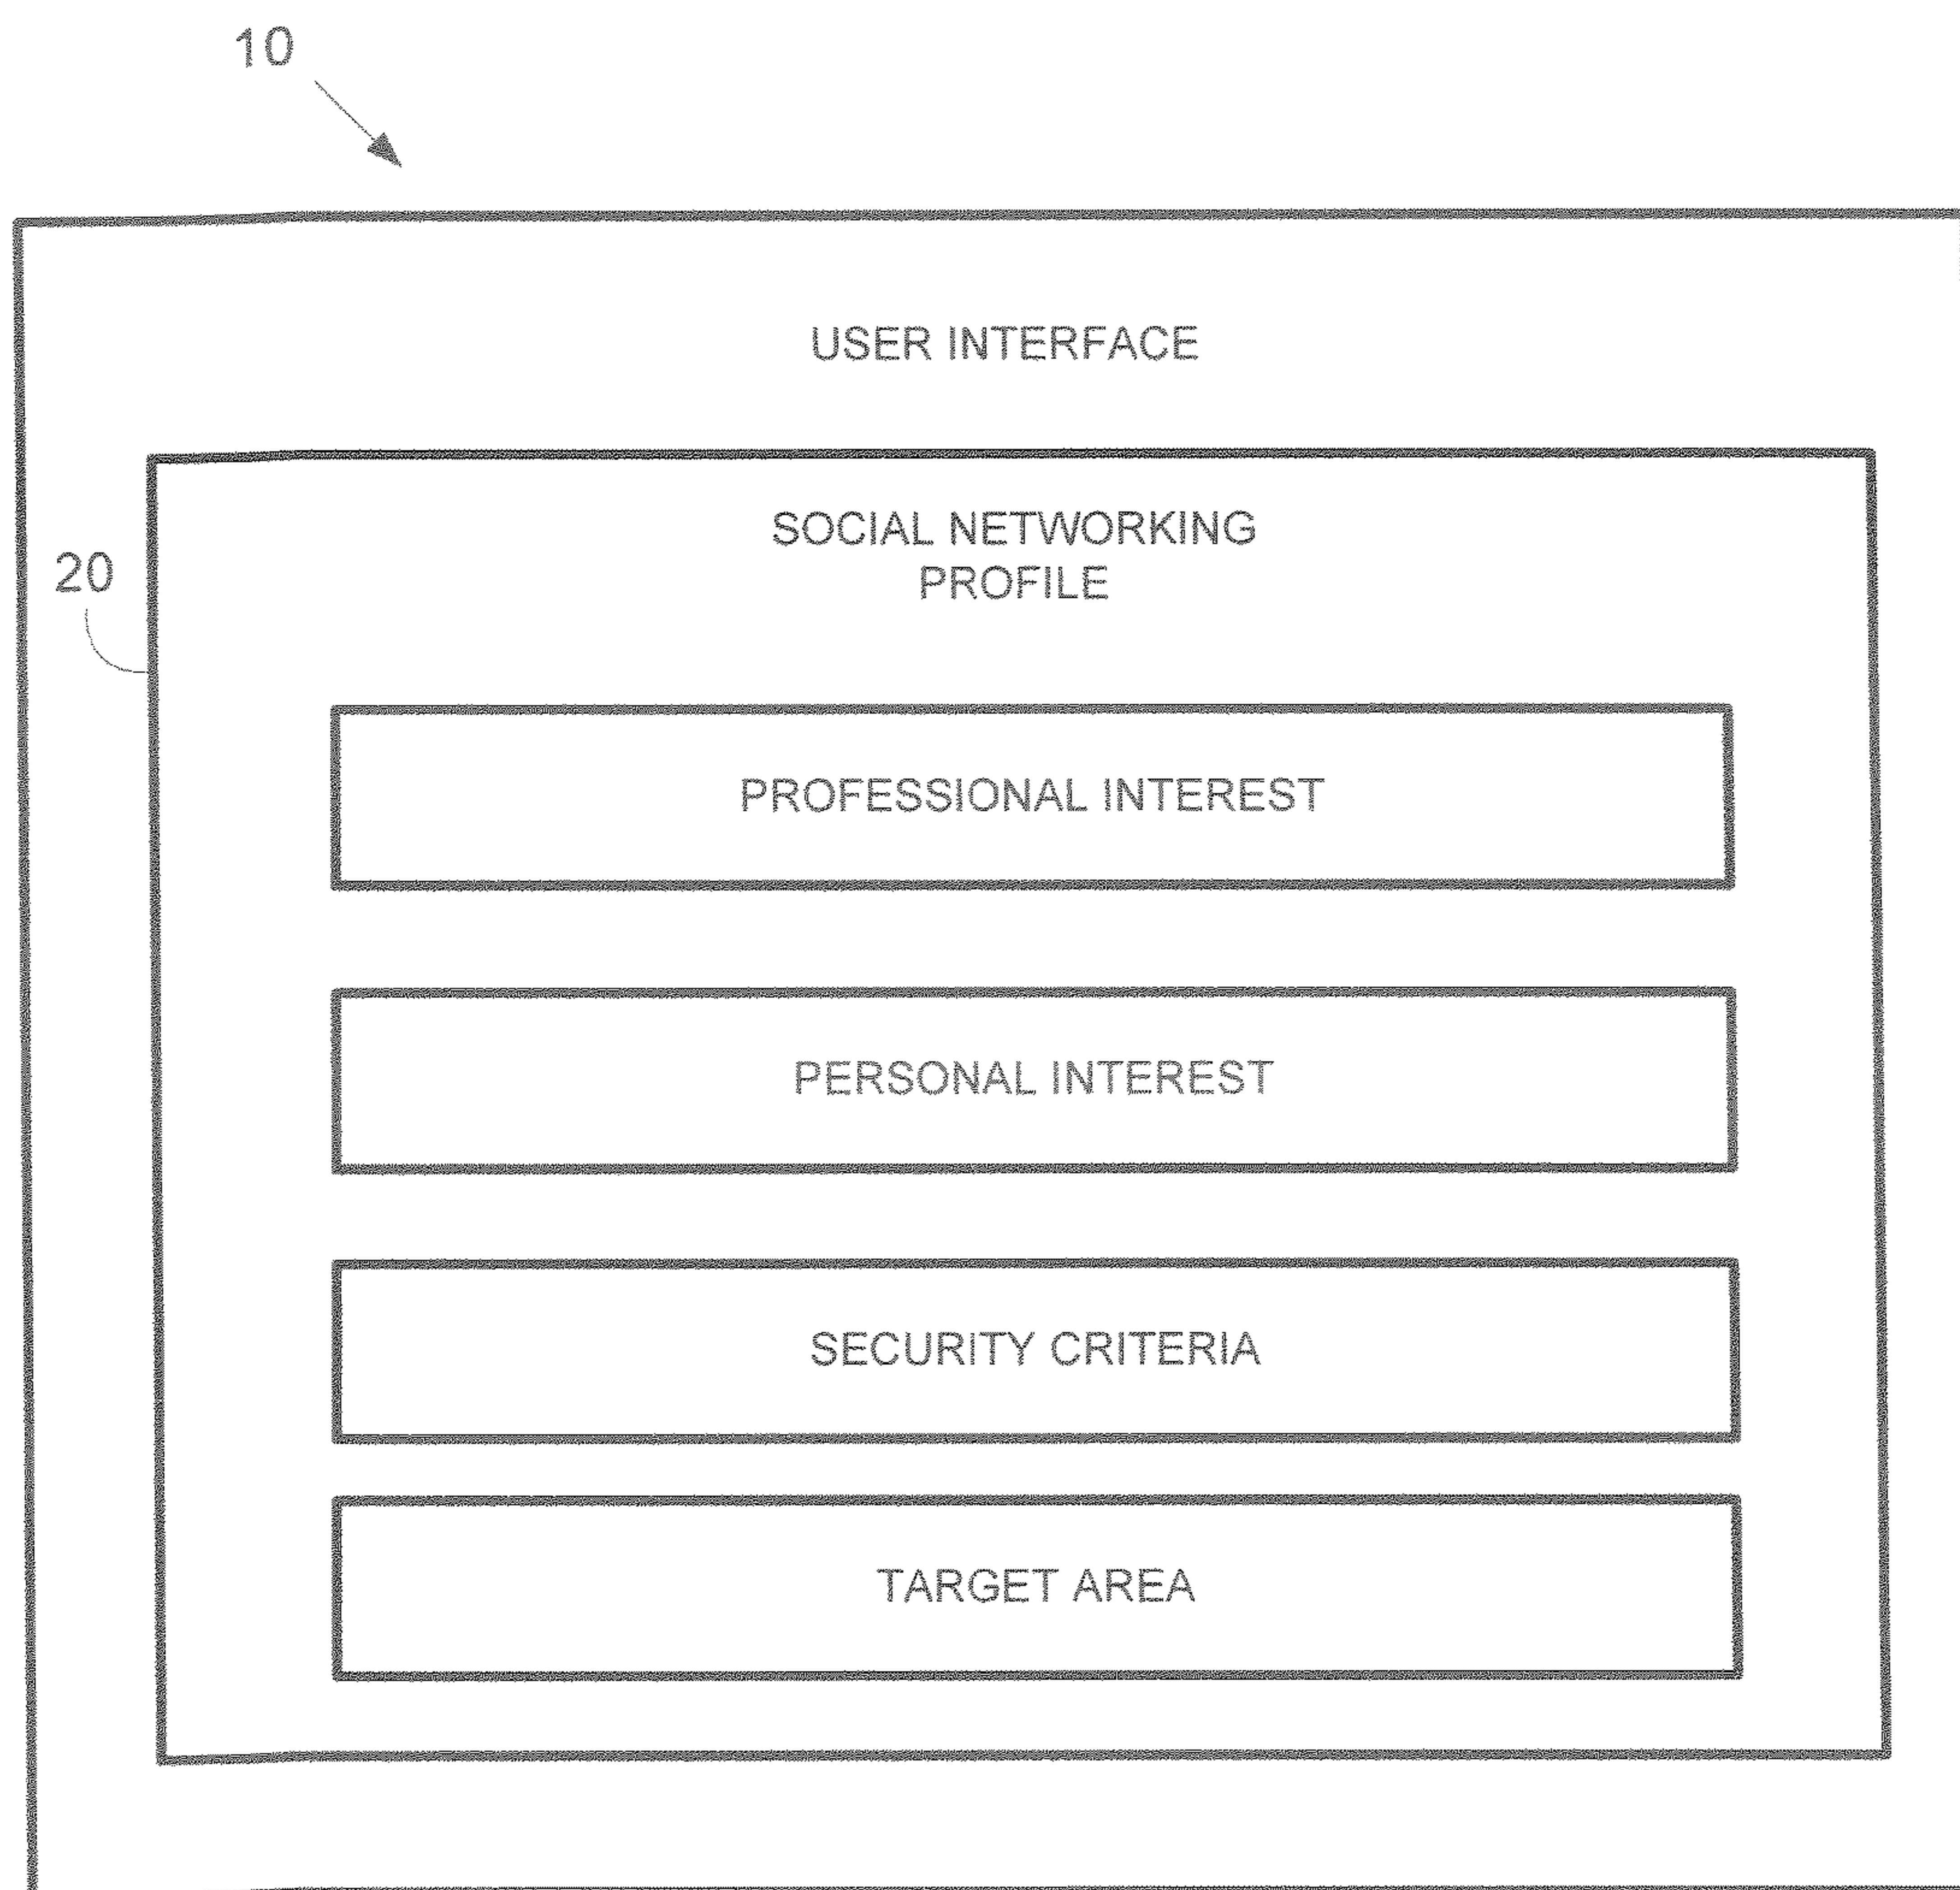 10
USER INTERFACE
20
SOCIAL NETWORKING
PROFILE
PROFESSIONAL INTEREST
PERSONAL INTEREST
SECURITY CRITERIA
TARGET AREA